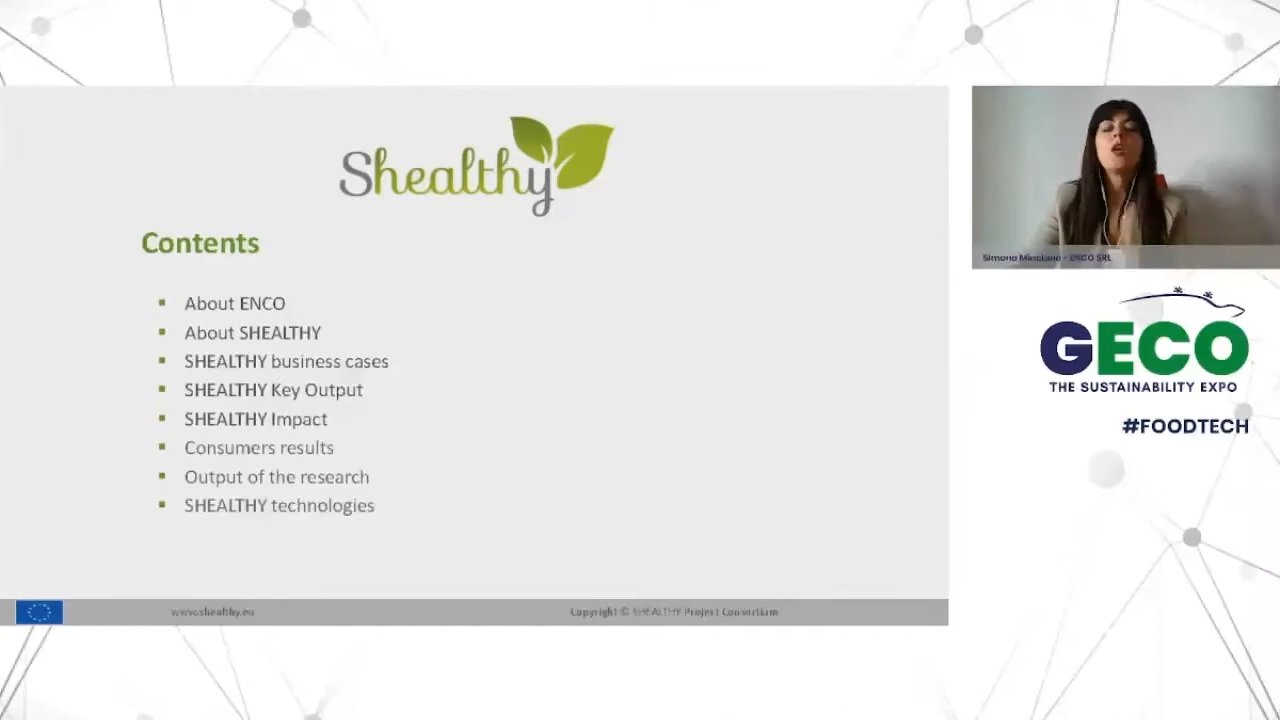 Shealthy
Contents
About ENCO
About SHEALTHY
SHEALTHY business cases
SHEALTHY Key Output
SHEALTHY Impact
Consumers results
Output of the research
SHEALTHY technologies
www.shealthy.eu
Copyright © SHEALTHY Project Consortium
Simona - ENCO SRL
GECO
THE SUSTAINABILITY EXPO
#FOODTECH